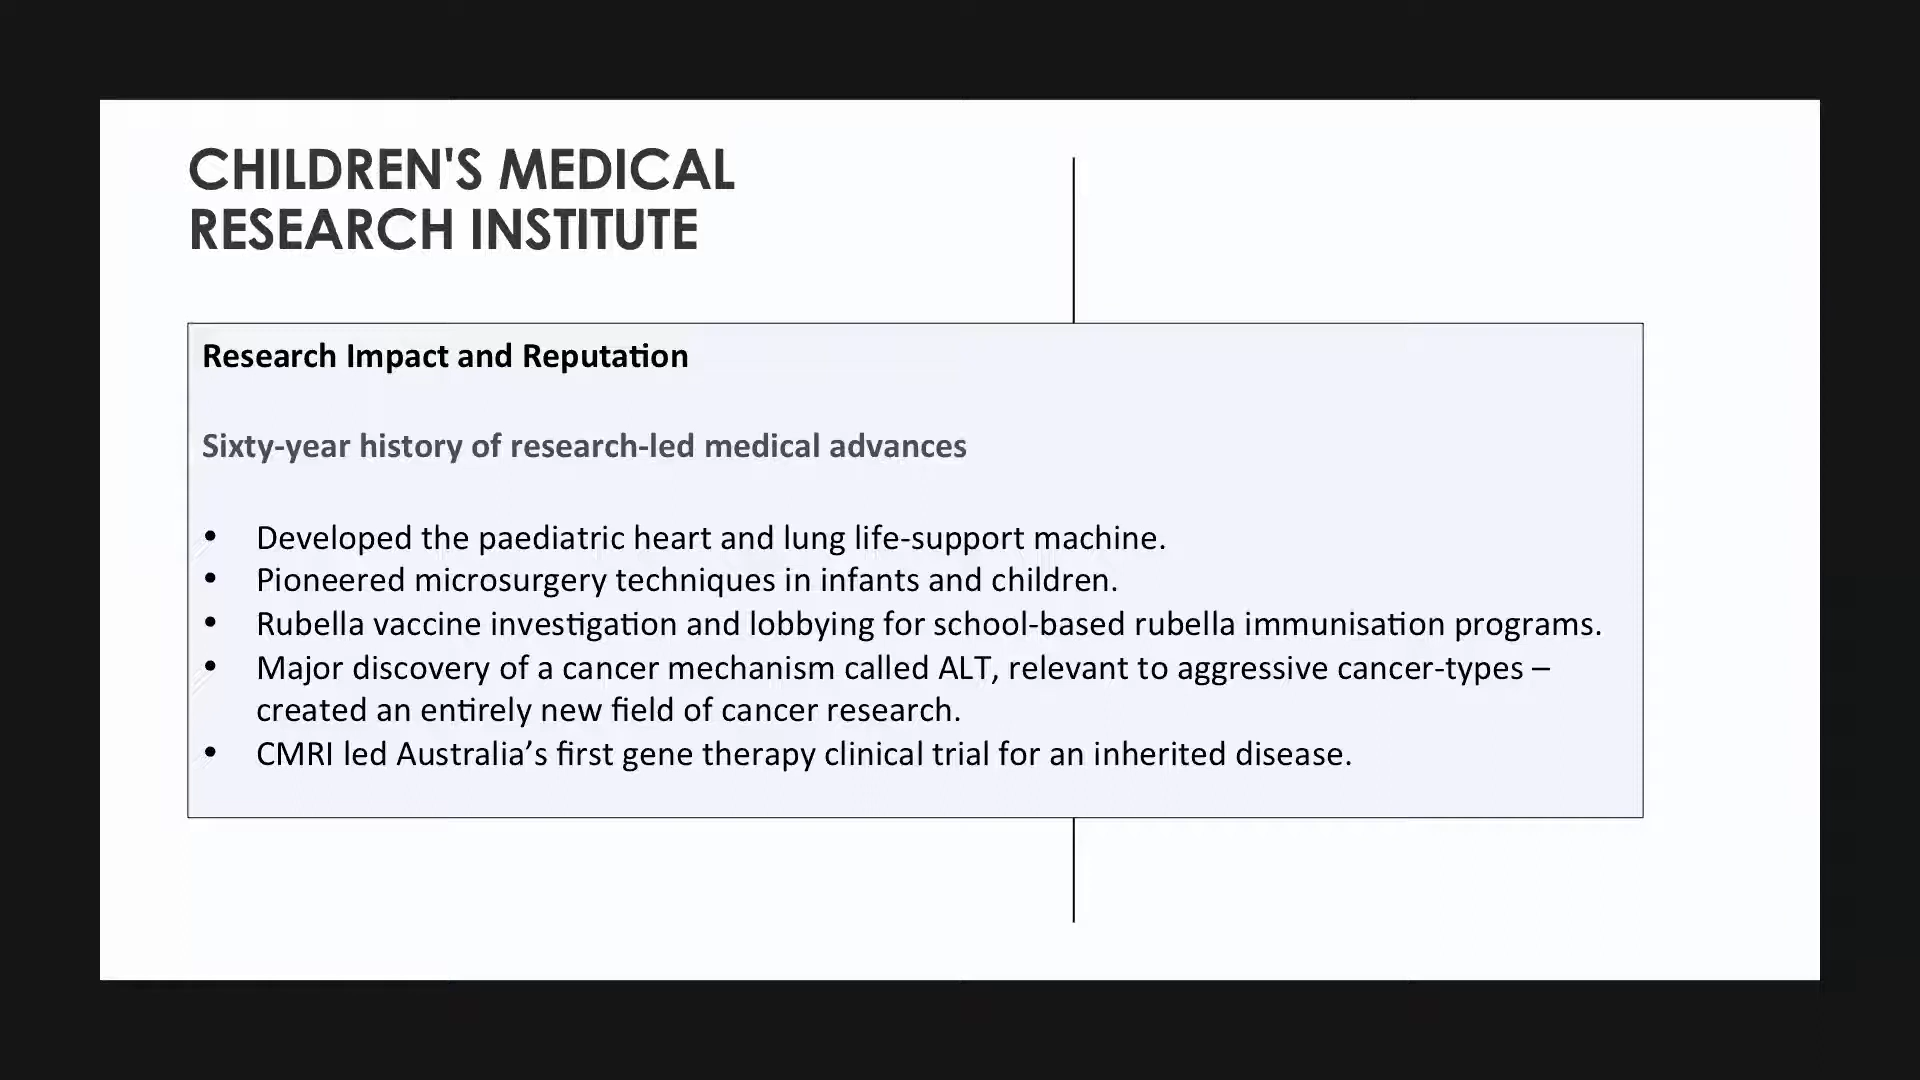 CHILDREN'S MEDICAL
RESEARCH INSTITUTE
Research Impact and Reputation
Sixty-year history of research-led medical advances
• Developed the paediatric heart and lung life-support machine.
• Pioneered microsurgery techniques in infants and children.
• Rubella vaccine investigation and lobbying for school-based rubella immunisation programs.
• Major discovery of a cancer mechanism called ALT, relevant to aggressive cancer-types –
created an entirely new field of cancer research.
• CMRI led Australia’s first gene therapy clinical trial for an inherited disease.